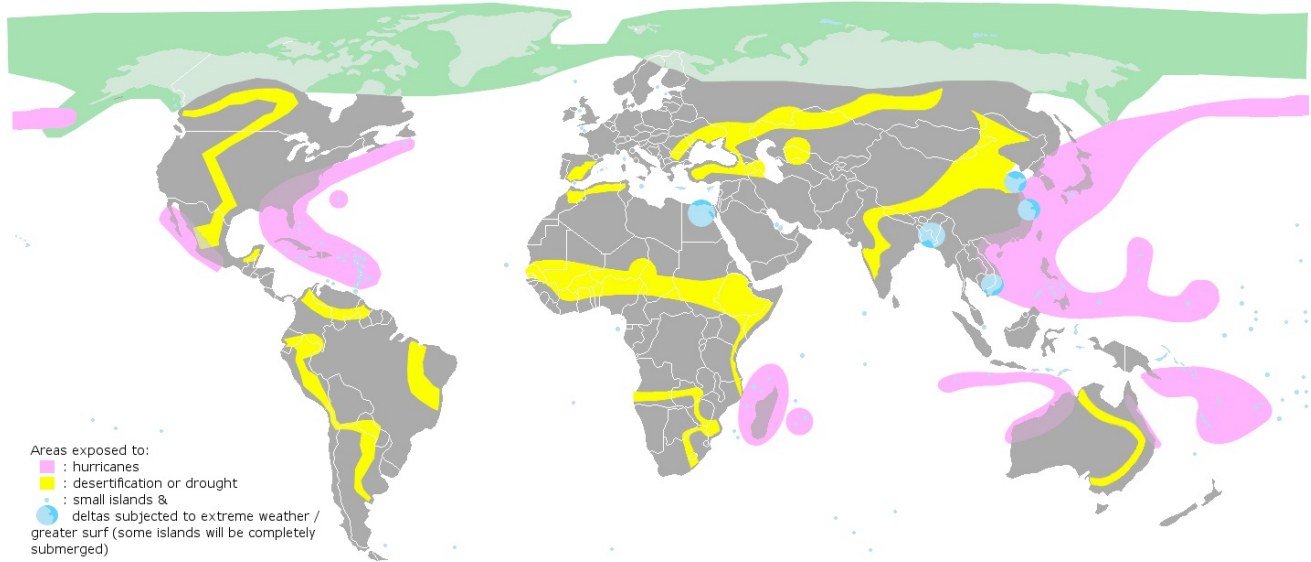 Areas exposed to:
: hurricanes
: desertification or drought
: small islands &
deltas subjected to extreme weather /
greater surf (some islands will be completely
submerged)